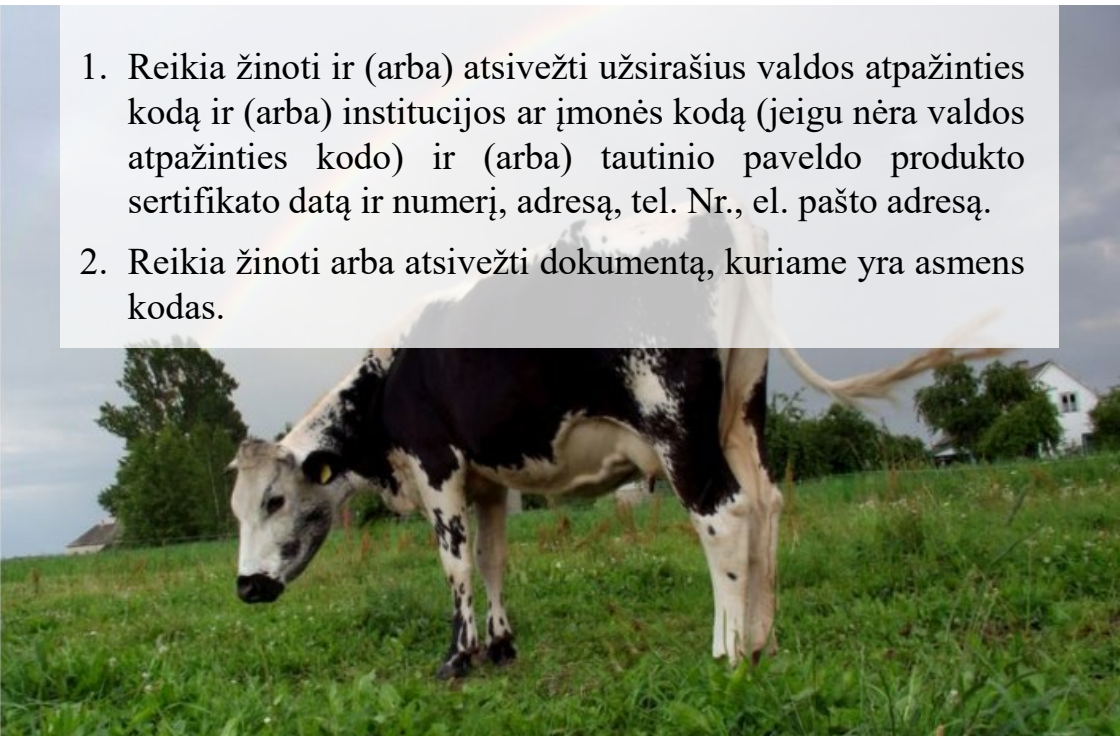 1. Reikia žinoti ir (arba) atsivežti užsirašius valdos atpažinties
kodą ir (arba) institucijos ar įmonės kodą (jeigu nėra valdos
atpažinties kodo) ir (arba) tautinio paveldo produkto
sertifikato datą ir numerį, adresą, tel. Nr., el. pašto adresą.
2. Reikia žinoti arba atsivežti dokumentą, kuriame yra asmens
kodas.